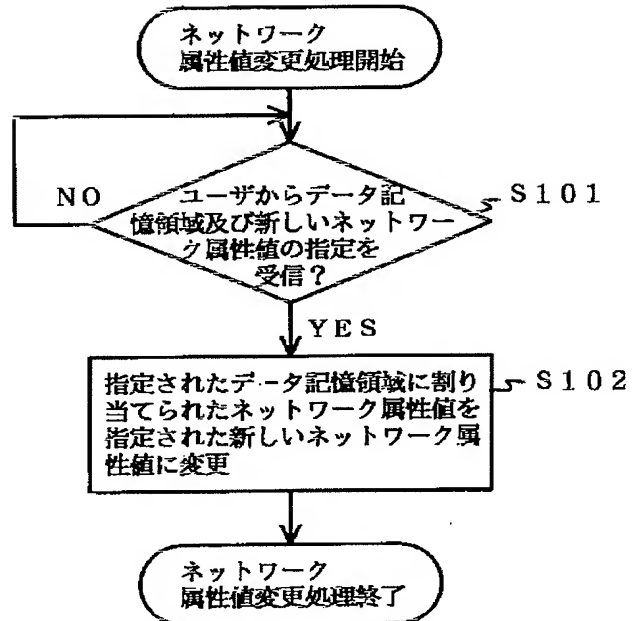 ネットワーク
属性値変更処理開始
NO
ユーザからデータ記
憶領域及び新しいネットワー
ク属性値の指定を
受信？
S101
YES
指定されたデータ記憶領域に割り
当てられたネットワーク属性値を
指定された新しいネットワーク属
性値に変更
S102
ネットワーク
属性値変更処理終了